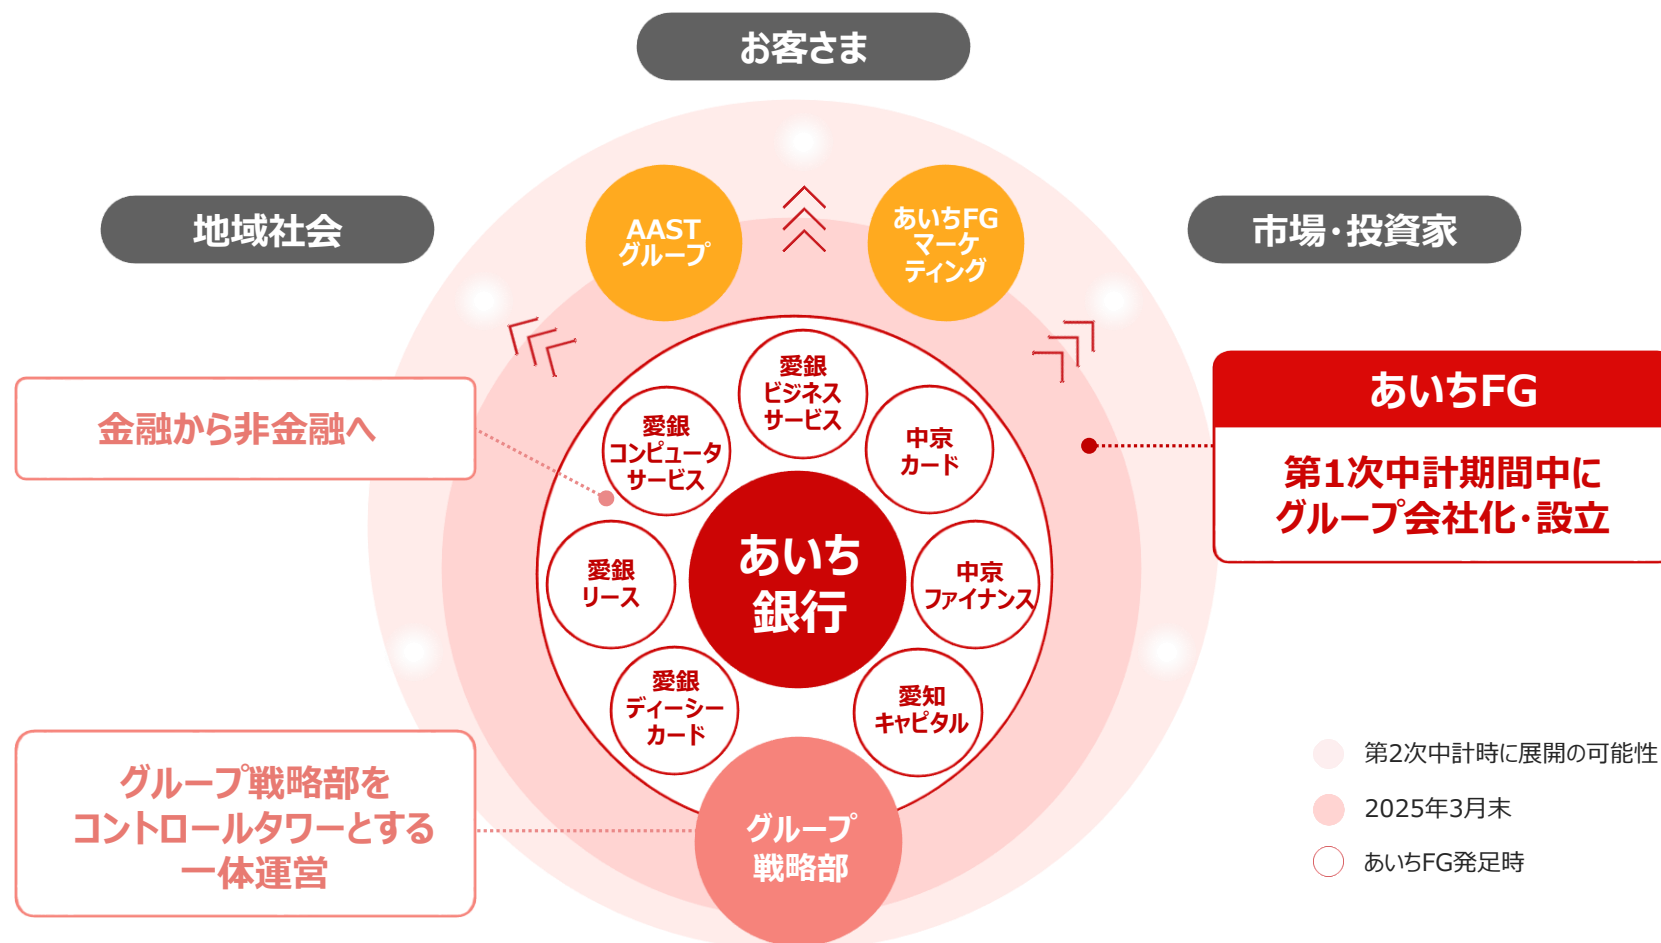 お客さま
地域社会
市場・投資家
AAST
グループ
あいちFG
マーケ
ティング
金融から非金融へ
あいちFG
第1次中計期間中に
グループ会社化・設立
愛銀
ビジネス
サービス
愛銀
コンピュータ
サービス
中京
カード
あいち
銀行
愛銀
リース
中京
ファイナンス
愛銀
ディーシー
カード
愛知
キャピタル
グループ
戦略部
グループ戦略部を
コントロールタワーとする
一体運営
第2次中計時に展開の可能性
2025年3月末
あいちFG発足時